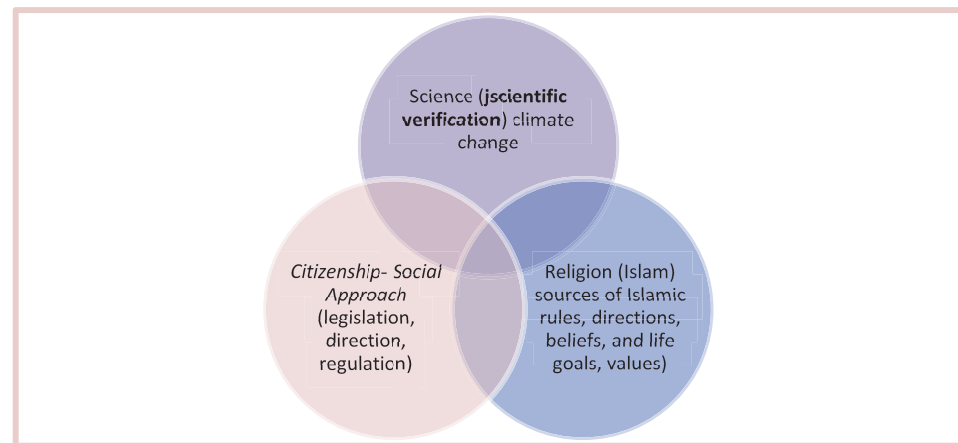 Science (jscientific
verification) climate
change
Citizenship- Social
Approach
(legislation,
direction,
regulation)
Religion (Islam)
sources of Islamic
rules, directions,
beliefs, and life
goals, values)